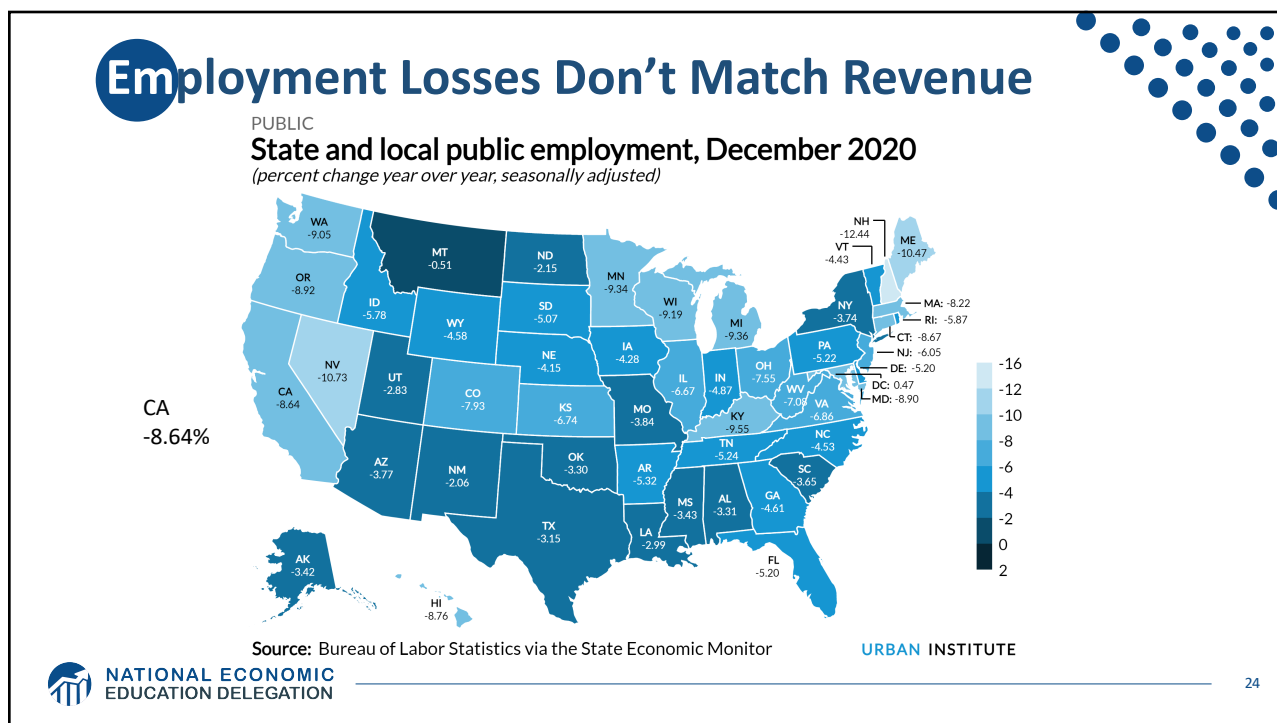 Employment Losses Don't Match Revenue
PUBLIC
State and local public employment, December 2020
(percent change year over year, seasonally adjusted)
WA
-9.05
MT
-0.51
ND
-2.15
MN
-9.34
NH
-12.44
VT
-4.43
ME
-10.47
OR
-8.92
ID
-5.78
SD
-5.07
WI
-9.19
MI
-9.36
NY
-3.74
MA: -8.22
RI: -5.87
CT: -8.67
NJ: -6.05
DE: -5.20
DC: 0.47
MD: -8.90
WY
-4.58
NE
-4.15
IA
-4.28
PA
-5.22
NV
-10.73
UT
-2.83
CO
-7.93
KS
-6.74
MO
-3.84
IL
-6.67
IN
-4.87
OH
-7.55
WV
-7.08
VA
-6.86
KY
-9.55
CA
-8.64
CA
-8.64%
AZ
-3.77
NM
-2.06
OK
-3.30
AR
-5.32
TN
-5.24
NC
-4.53
SC
-3.65
TX
-3.15
LA
-2.99
MS
-3.43
AL
-3.31
GA
-4.61
FL
-5.20
AK
-3.42
HI
-8.76
-16
-12
-10
-8
-6
-4
-2
0
2
Source: Bureau of Labor Statistics via the State Economic Monitor
URBAN INSTITUTE
NATIONAL ECONOMIC
EDUCATION DELEGATION
24